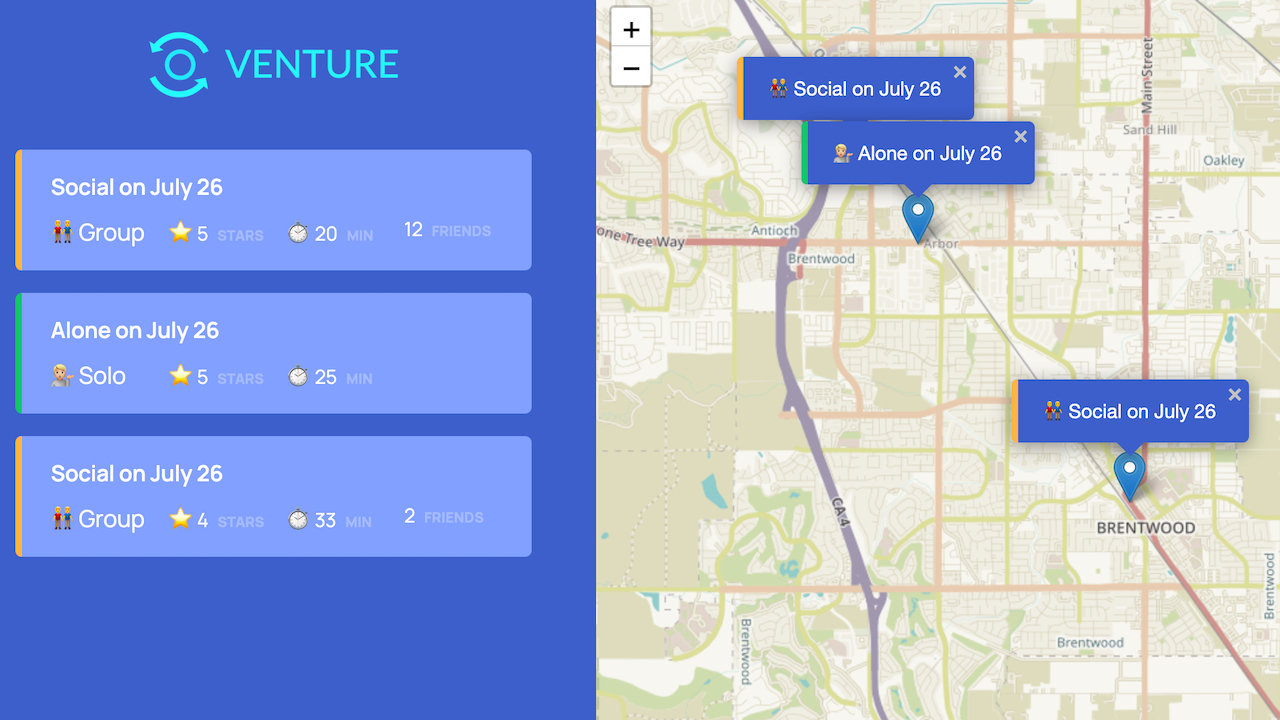 VENTURE
Social on July 26
Group 5 STARS 20 MIN 12 FRIENDS
Alone on July 26
Solo 5 STARS 25 MIN
Social on July 26
Group 4 STARS 33 MIN 2 FRIENDS
+
−
Social on July 26 ×
Alone on July 26 ×
Main Street
Sand Hill
Oakley
one Tree Way
Antioch
Brentwood
Arbor
Social on July 26 ×
CA 4
BRENTWOOD
Brentwood
Brentwood
Brentwood